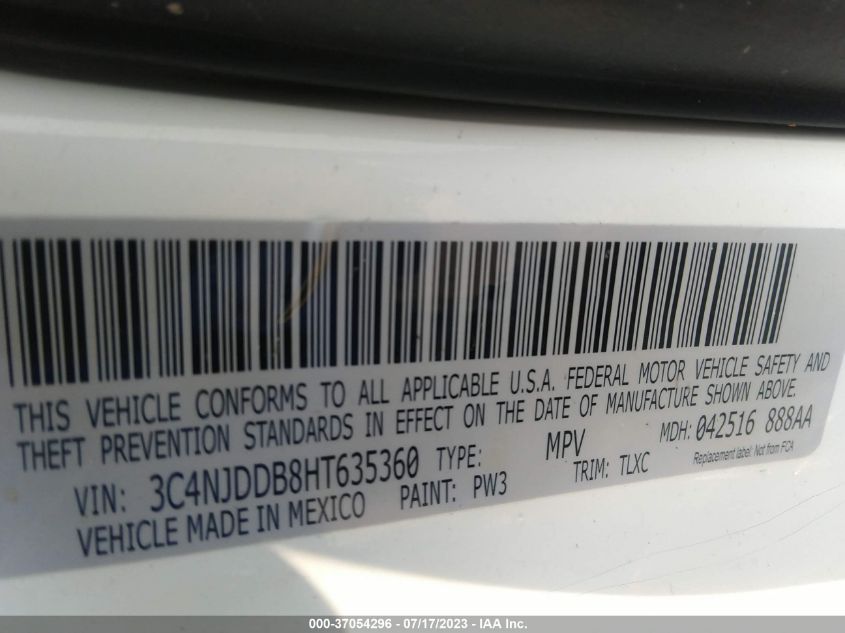 THIS VEHICLE CONFORMS TO ALL APPLICABLE U.S.A. FEDERAL MOTOR VEHICLE SAFETY AND
THEFT PREVENTION STANDARDS IN EFFECT ON THE DATE OF MANUFACTURE SHOWN ABOVE.
VIN: 3C4NJDDB8HT635360 TYPE: MPV MDH: 042516 888AA
VEHICLE MADE IN MEXICO PAINT: PW3 TRIM: TLXC Replacement label: Not from FCA
000-37054296 - 07/17/2023 - IAA Inc.